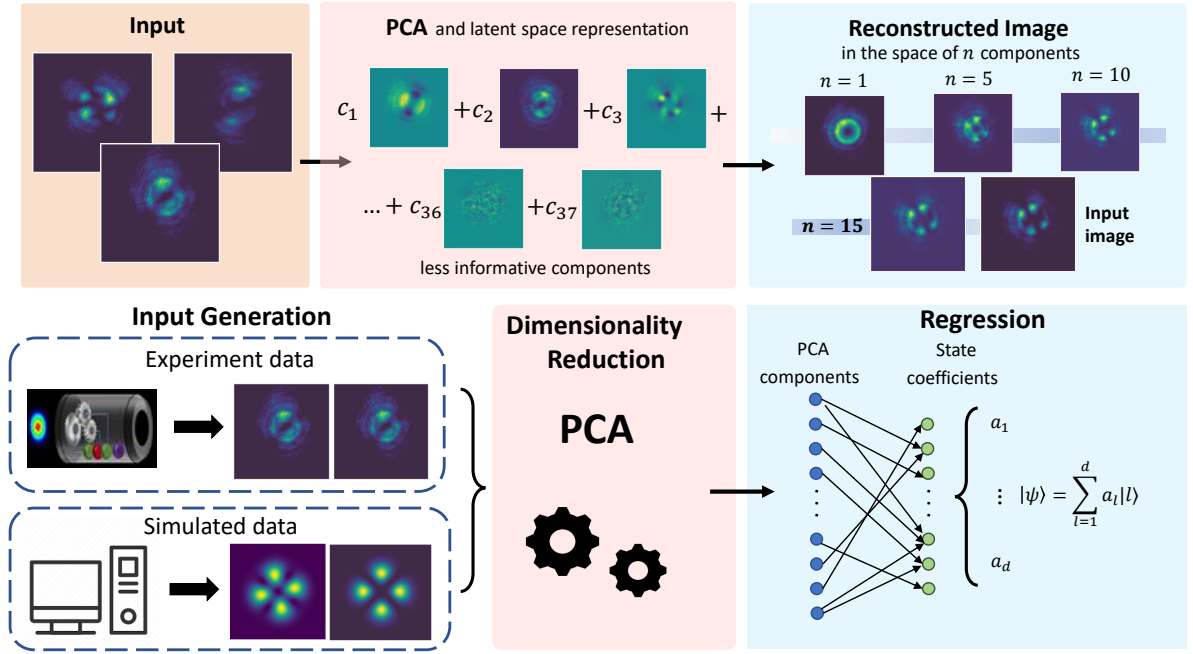 Input
PCA and latent space representation
c₁ +c₂ +c₃ +
... + c₃₆ +c₃₇
less informative components
Reconstructed Image
in the space of n components
n = 1
n = 5
n = 10
n = 15
Input
image
Input Generation
Experiment data
Simulated data
Dimensionality
Reduction
PCA
Regression
PCA
components
State
coefficients
a₁
⋮ |ψ⟩ = ∑_{l=1}^{d} a_l|l⟩
a_d